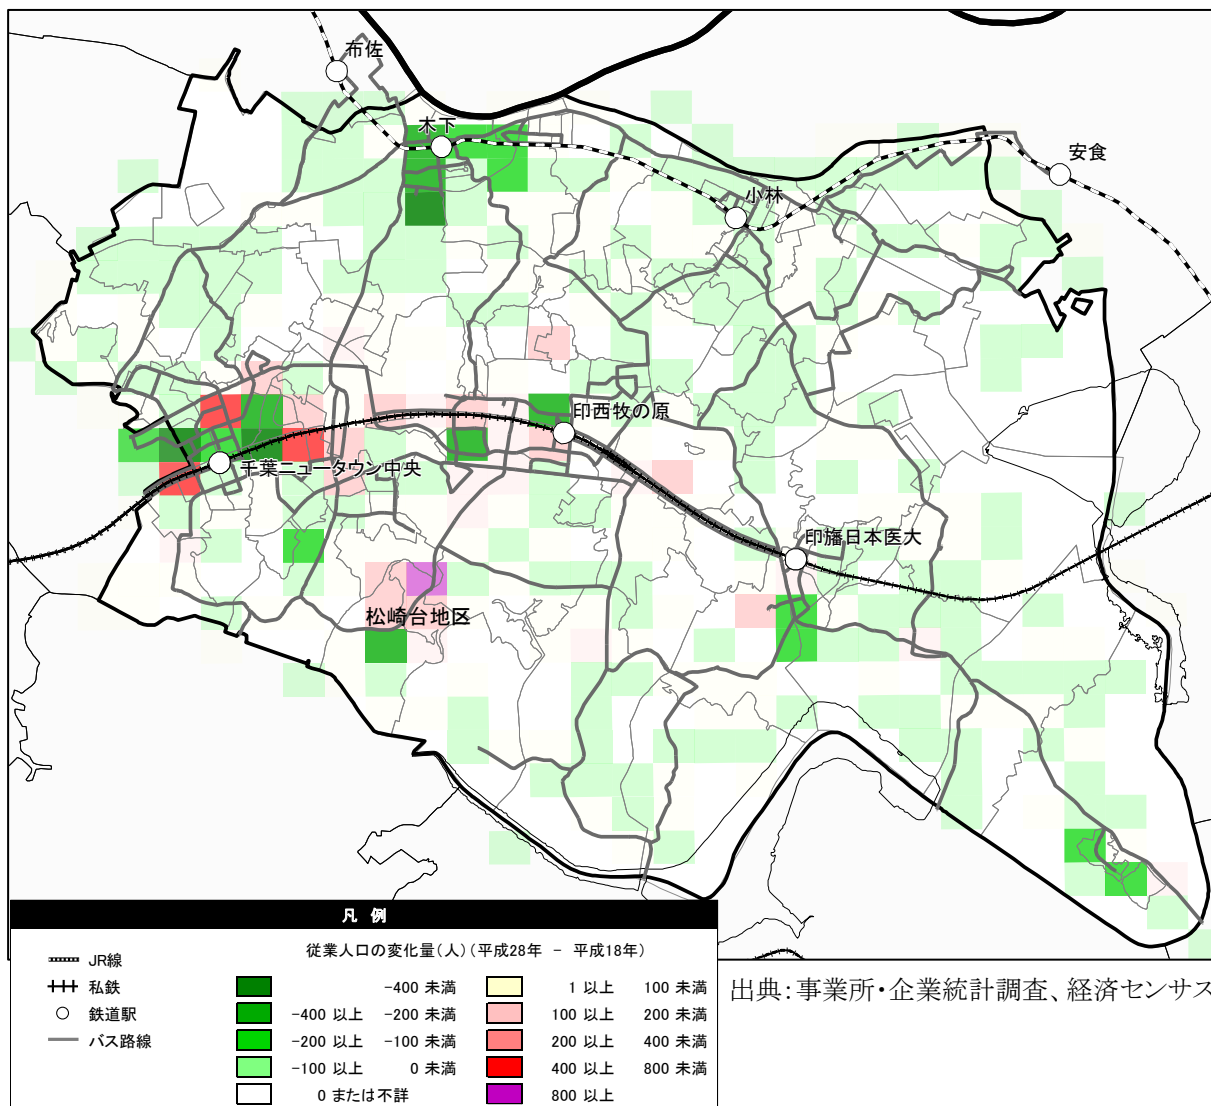 布佐
木下
安食
小林
印西牧の原
千葉ニュータウン中央
印旛日本医大
松崎台地区
凡 例
従業人口の変化量(人)(平成28年 － 平成18年)
JR線
私鉄
鉄道駅
バス路線
-400 未満
-400 以上 -200 未満
-200 以上 -100 未満
-100 以上 0 未満
0 または不詳
1 以上 100 未満
100 以上 200 未満
200 以上 400 未満
400 以上 800 未満
800 以上
出典：事業所・企業統計調査、経済センサス